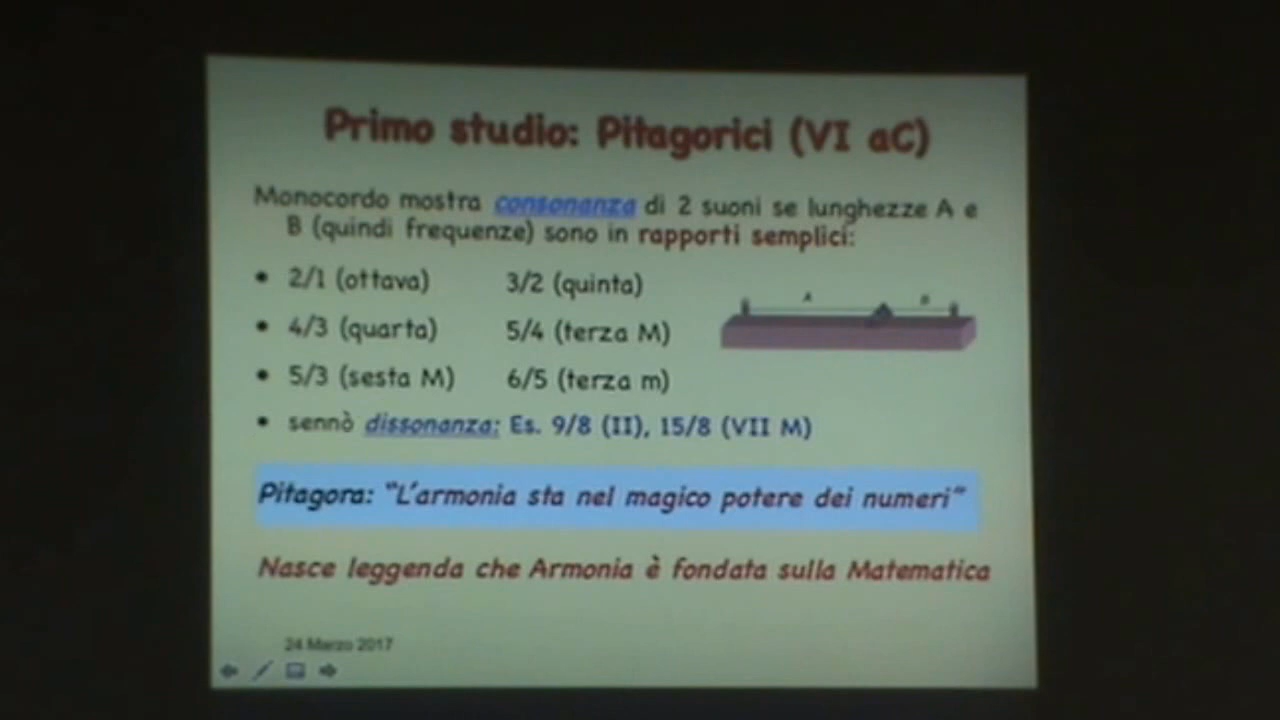 Primo studio: Pitagorici (VI aC)
Monocordo mostra consonanza di 2 suoni se lunghezze A e
B (quindi frequenze) sono in rapporti semplici:
• 2/1 (ottava) 3/2 (quinta)
• 4/3 (quarta) 5/4 (terza M)
• 5/3 (sesta M) 6/5 (terza m)
A B
• sennò dissonanza: Es. 9/8 (II), 15/8 (VII M)
Pitagora: “L’armonia sta nel magico potere dei numeri”
Nasce leggenda che Armonia è fondata sulla Matematica
24 Marzo 2017